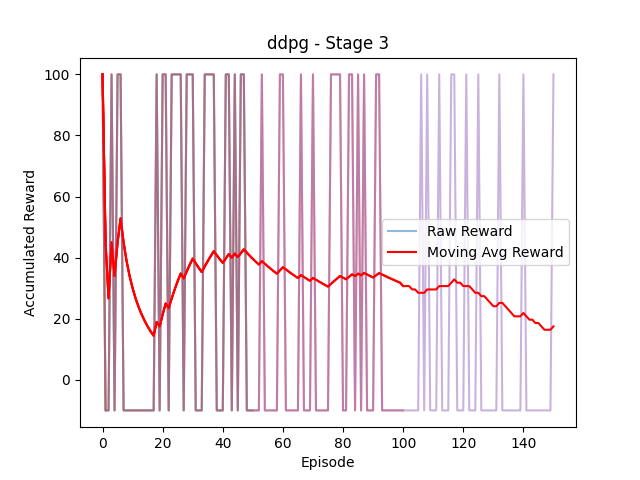 ddpg - Stage 3
Accumulated Reward
100
80
60
40
20
0
Raw Reward
Moving Avg Reward
0 20 40 60 80 100 120 140
Episode